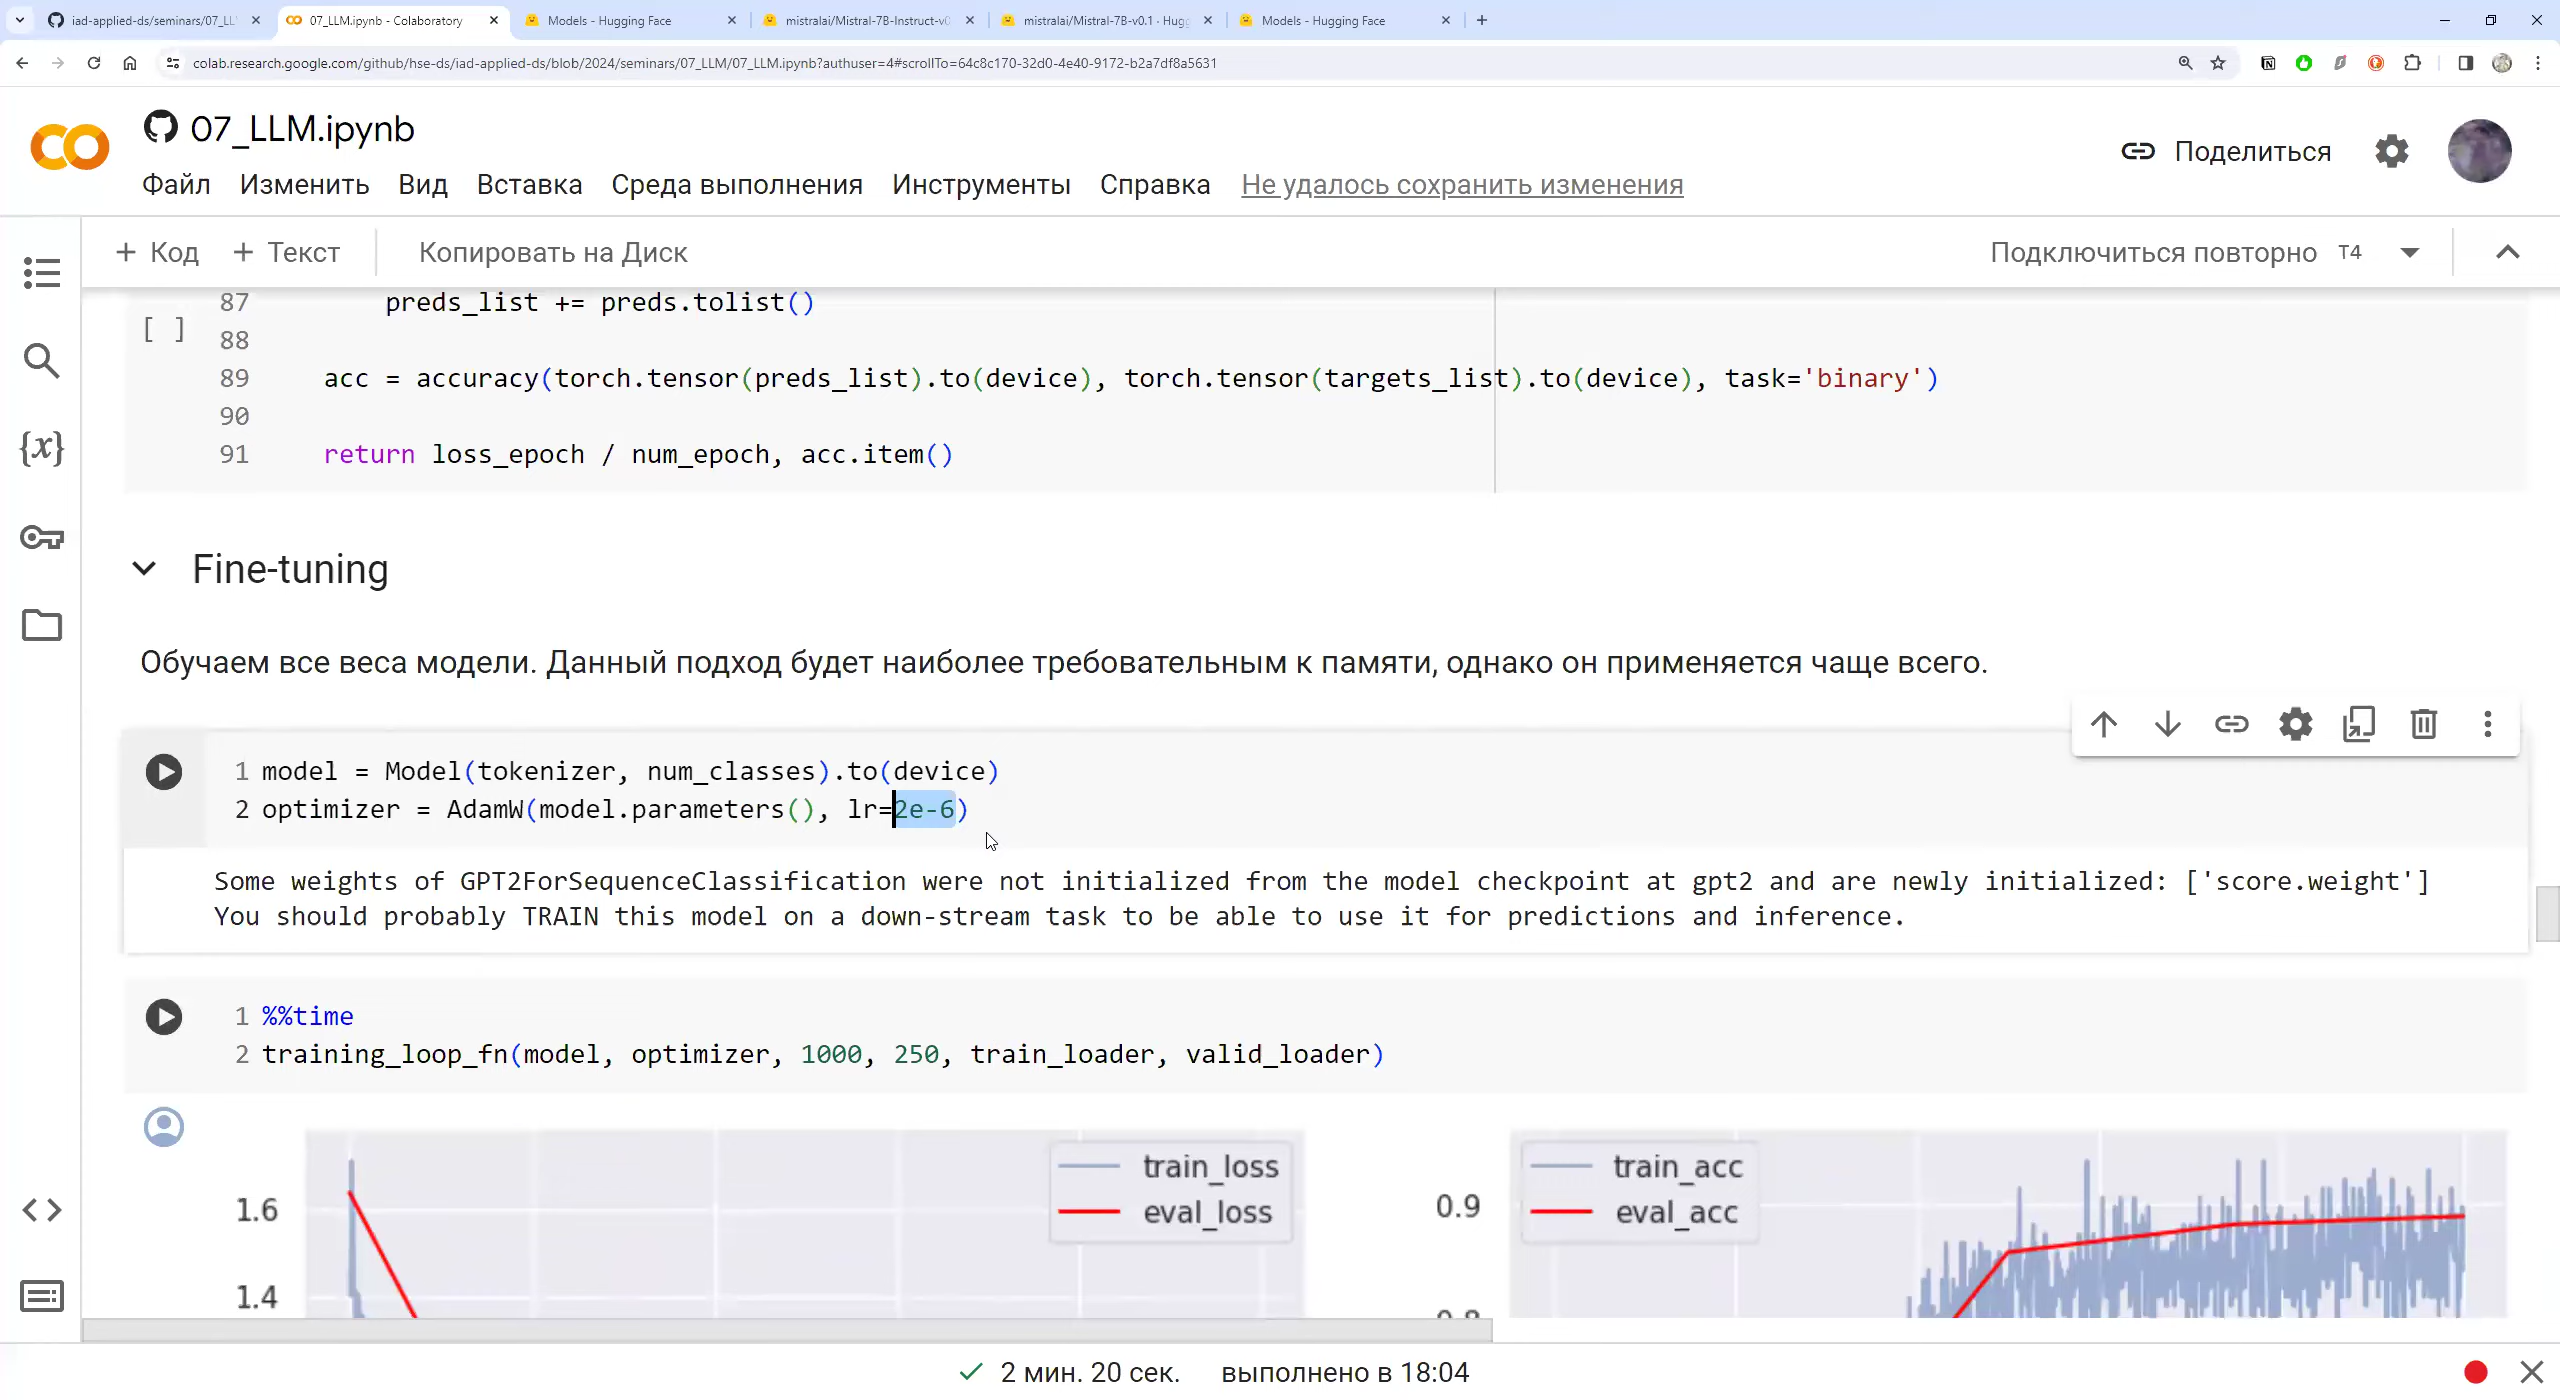 iad-applied-ds/seminars/07_LL
07_LLM.ipynb - Colaboratory
Models - Hugging Face
mistralai/Mistral-7B-Instruct-v0
mistralai/Mistral-7B-v0.1 · Hugg
Models - Hugging Face
colab.research.google.com/github/hse-ds/iad-applied-ds/blob/2024/seminars/07_LLM/07_LLM.ipynb?authuser=4#scrollTo=64c8c170-32d0-4e40-9172-b2a7df8a5631
CO
07_LLM.ipynb
Поделиться
Файл Изменить Вид Вставка Среда выполнения Инструменты Справка Не удалось сохранить изменения
+ Код + Текст Копировать на Диск Подключиться повторно T4
87 preds_list += preds.tolist()
[ ]
88
89 acc = accuracy(torch.tensor(preds_list).to(device), torch.tensor(targets_list).to(device), task='binary')
90
91 return loss_epoch / num_epoch, acc.item()
{x}
Fine-tuning
Обучаем все веса модели. Данный подход будет наиболее требовательным к памяти, однако он применяется чаще всего.
1 model = Model(tokenizer, num_classes).to(device)
2 optimizer = AdamW(model.parameters(), lr=2e-6)
Some weights of GPT2ForSequenceClassification were not initialized from the model checkpoint at gpt2 and are newly initialized: ['score.weight']
You should probably TRAIN this model on a down-stream task to be able to use it for predictions and inference.
1 %%time
2 training_loop_fn(model, optimizer, 1000, 250, train_loader, valid_loader)
train_loss
eval_loss
1.6
1.4
train_acc
eval_acc
0.9
0.8
2 мин. 20 сек. выполнено в 18:04